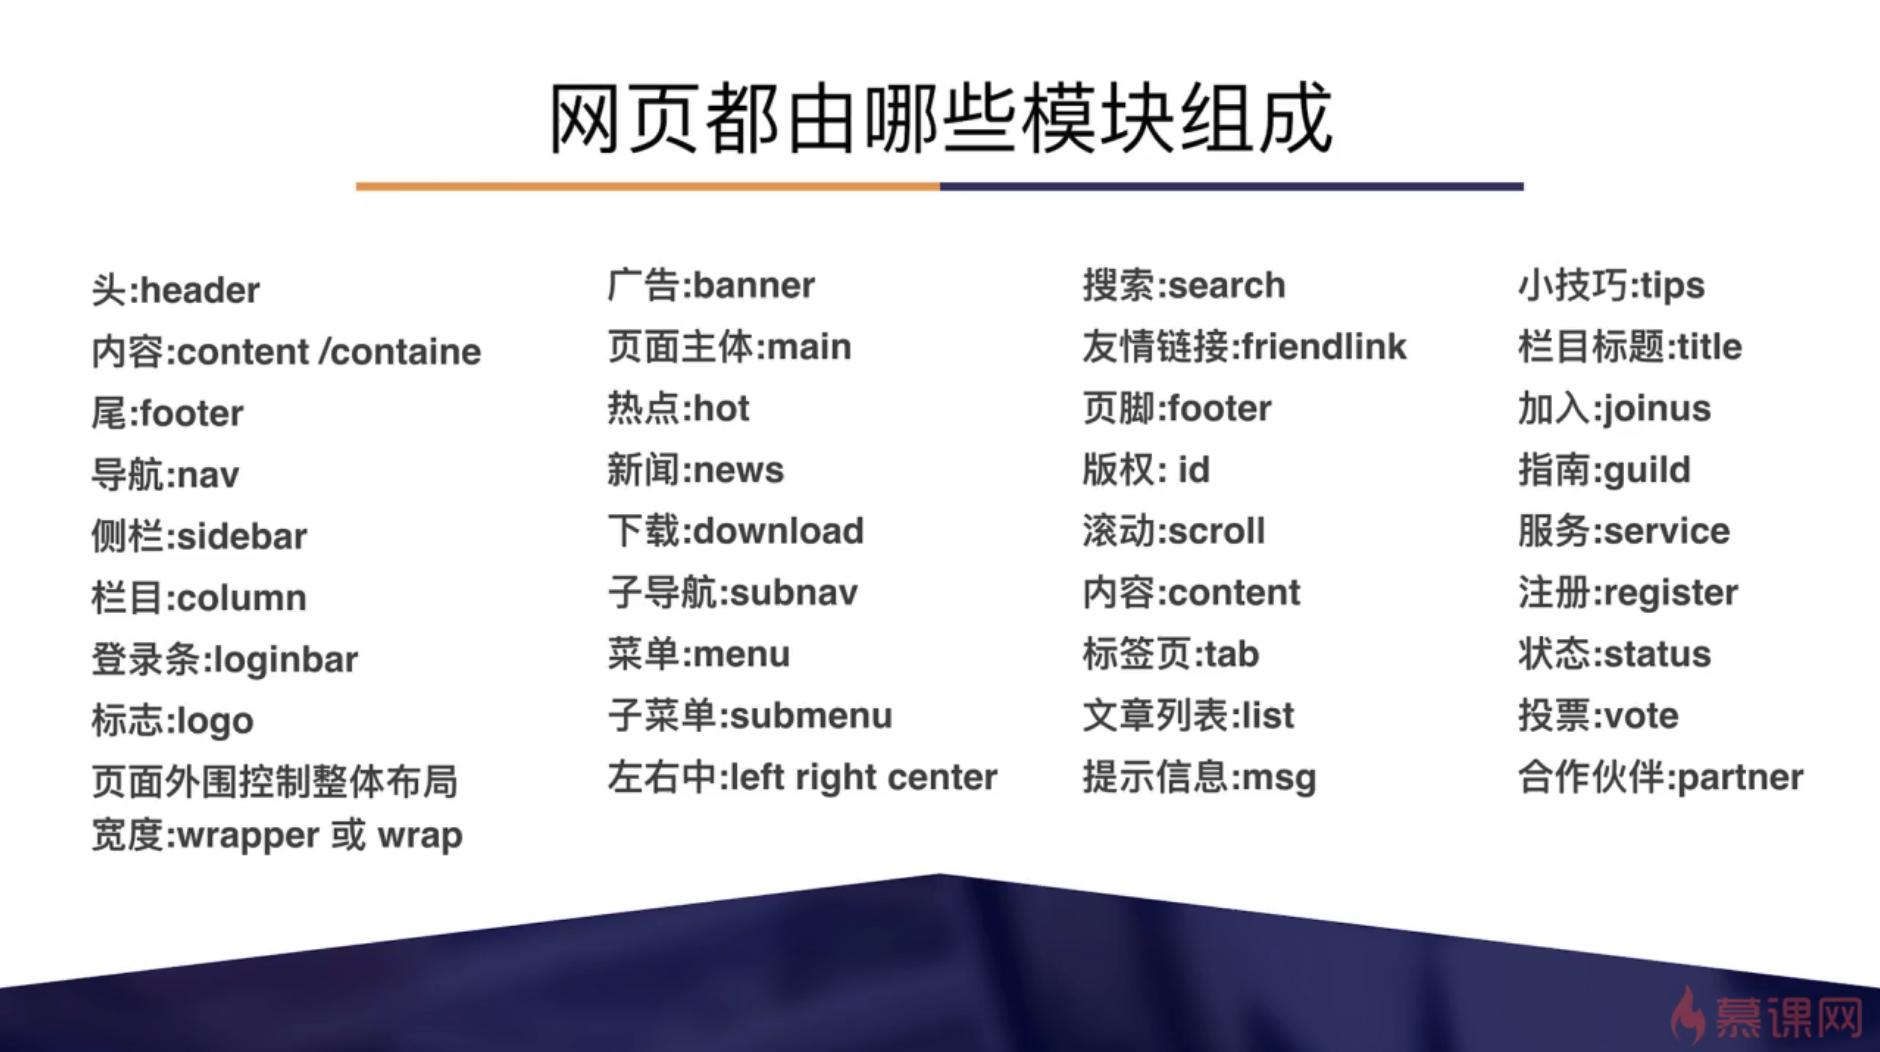 网页都由哪些模块组成
头:header
内容:content /containe
尾:footer
导航:nav
侧栏:sidebar
栏目:column
登录条:loginbar
标志:logo
页面外围控制整体布局
宽度:wrapper 或 wrap
广告:banner
页面主体:main
热点:hot
新闻:news
下载:download
子导航:subnav
菜单:menu
子菜单:submenu
左右中:left right center
搜索:search
友情链接:friendlink
页脚:footer
版权: id
滚动:scroll
内容:content
标签页:tab
文章列表:list
提示信息:msg
小技巧:tips
栏目标题:title
加入:joinus
指南:guild
服务:service
注册:register
状态:status
投票:vote
合作伙伴:partner
慕课网